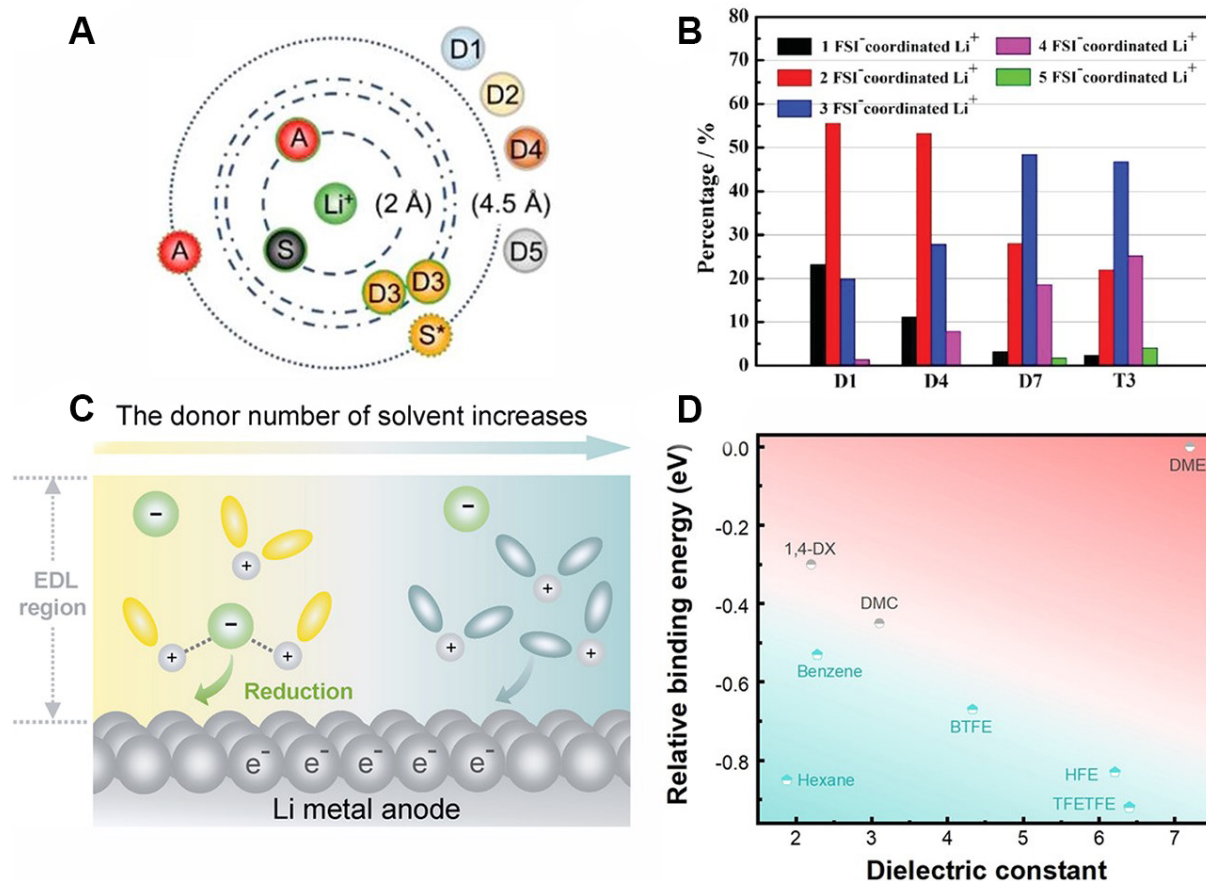 A
D1
D2
A
D4
Li⁺
(2 Å)
(4.5 Å)
A
S
D5
D3
D3
S*
B
80
70
60
50
40
30
20
10
0
Percentage / %
1 FSI⁻coordinated Li⁺
2 FSI⁻coordinated Li⁺
3 FSI⁻coordinated Li⁺
4 FSI⁻coordinated Li⁺
5 FSI⁻coordinated Li⁺
D1
D4
D7
T3
C
The donor number of solvent increases
EDL
region
−
−
+
+
−
+
+
+
+
Reduction
e⁻
e⁻
e⁻
e⁻
e⁻
Li metal anode
D
Relative binding energy (eV)
0.0
-0.2
-0.4
-0.6
-0.8
DME
1,4-DX
DMC
Benzene
BTFE
Hexane
HFE
TFETFE
2
3
4
5
6
7
Dielectric constant